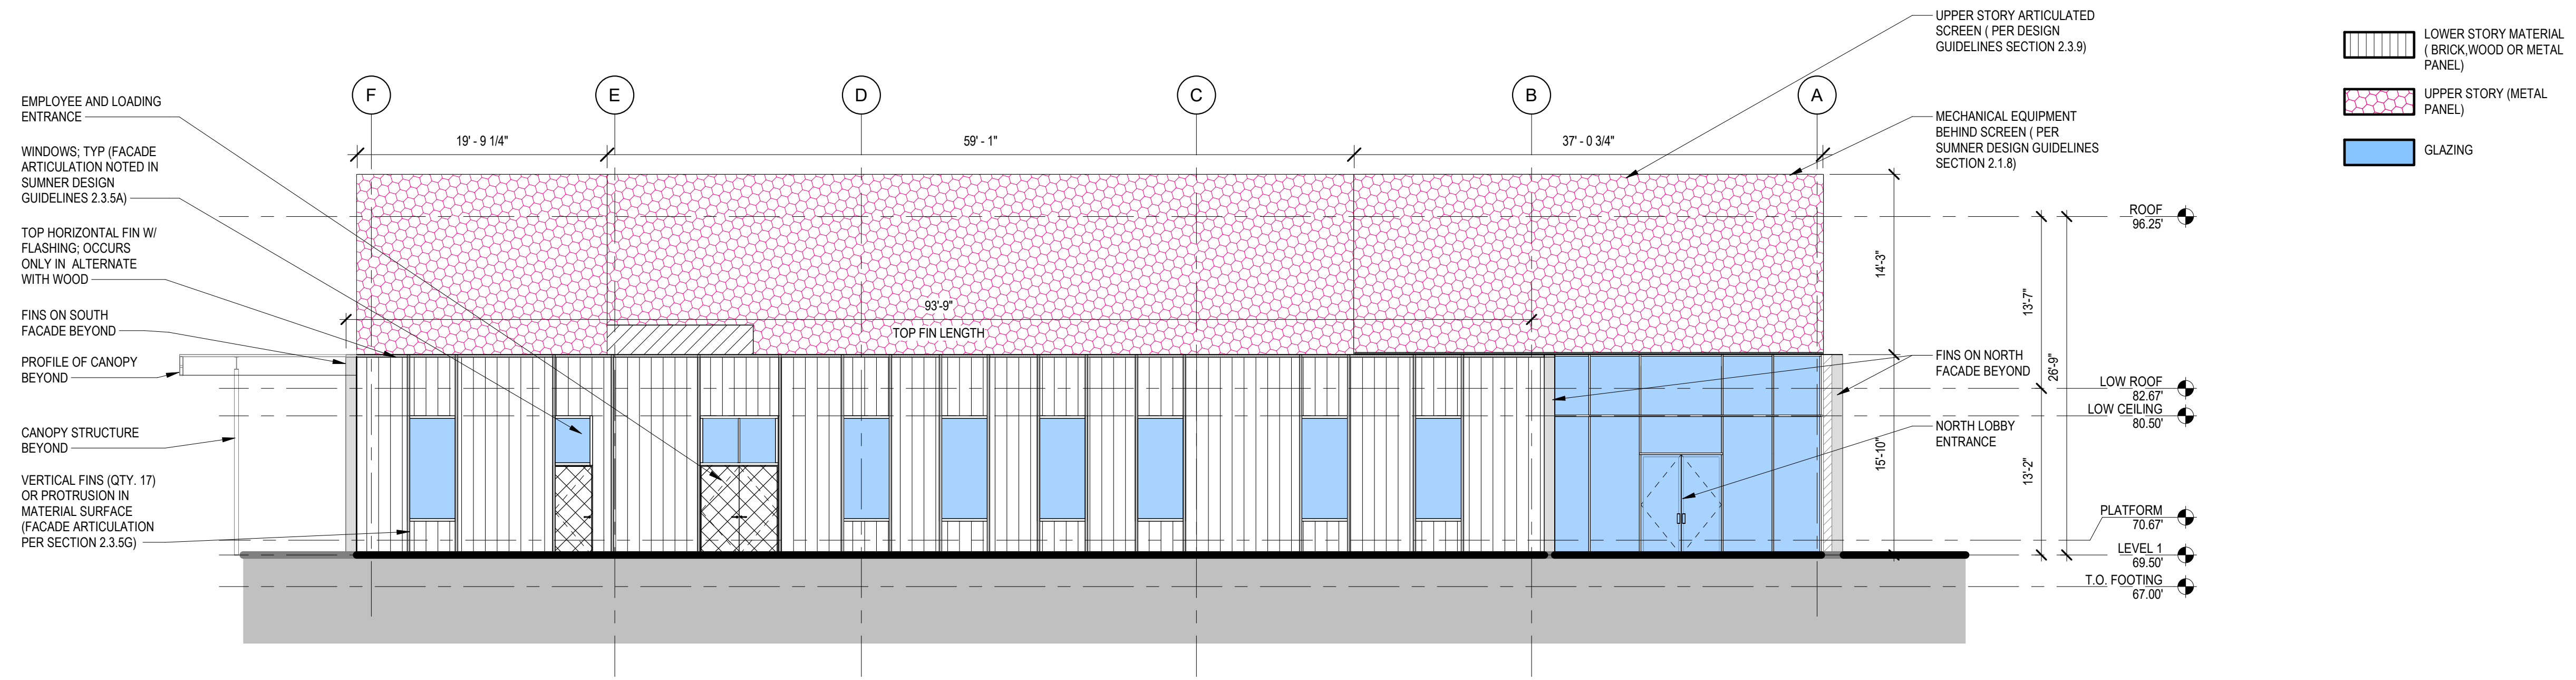 UPPER STORY ARTICULATED
SCREEN ( PER DESIGN
GUIDELINES SECTION 2.3.9)
LOWER STORY MATERIAL
( BRICK,WOOD OR METAL
PANEL)
UPPER STORY (METAL
PANEL)
GLAZING
F
E
D
C
B
A
EMPLOYEE AND LOADING
ENTRANCE
WINDOWS; TYP (FACADE
ARTICULATION NOTED IN
SUMNER DESIGN
GUIDELINES 2.3.5A)
TOP HORIZONTAL FIN W/
FLASHING; OCCURS
ONLY IN ALTERNATE
WITH WOOD
FINS ON SOUTH
FACADE BEYOND
PROFILE OF CANOPY
BEYOND
CANOPY STRUCTURE
BEYOND
VERTICAL FINS (QTY. 17)
OR PROTRUSION IN
MATERIAL SURFACE
(FACADE ARTICULATION
PER SECTION 2.3.5G)
19' - 9 1/4"
59' - 1"
37' - 0 3/4"
93'-9"
TOP FIN LENGTH
MECHANICAL EQUIPMENT
BEHIND SCREEN ( PER
SUMNER DESIGN GUIDELINES
SECTION 2.1.8)
14'-3"
15'-10"
13'-7"
13'-2"
26'-9"
FINS ON NORTH
FACADE BEYOND
NORTH LOBBY
ENTRANCE
ROOF
96.25'
LOW ROOF
82.67'
LOW CEILING
80.50'
PLATFORM
70.67'
LEVEL 1
69.50'
T.O. FOOTING
67.00'